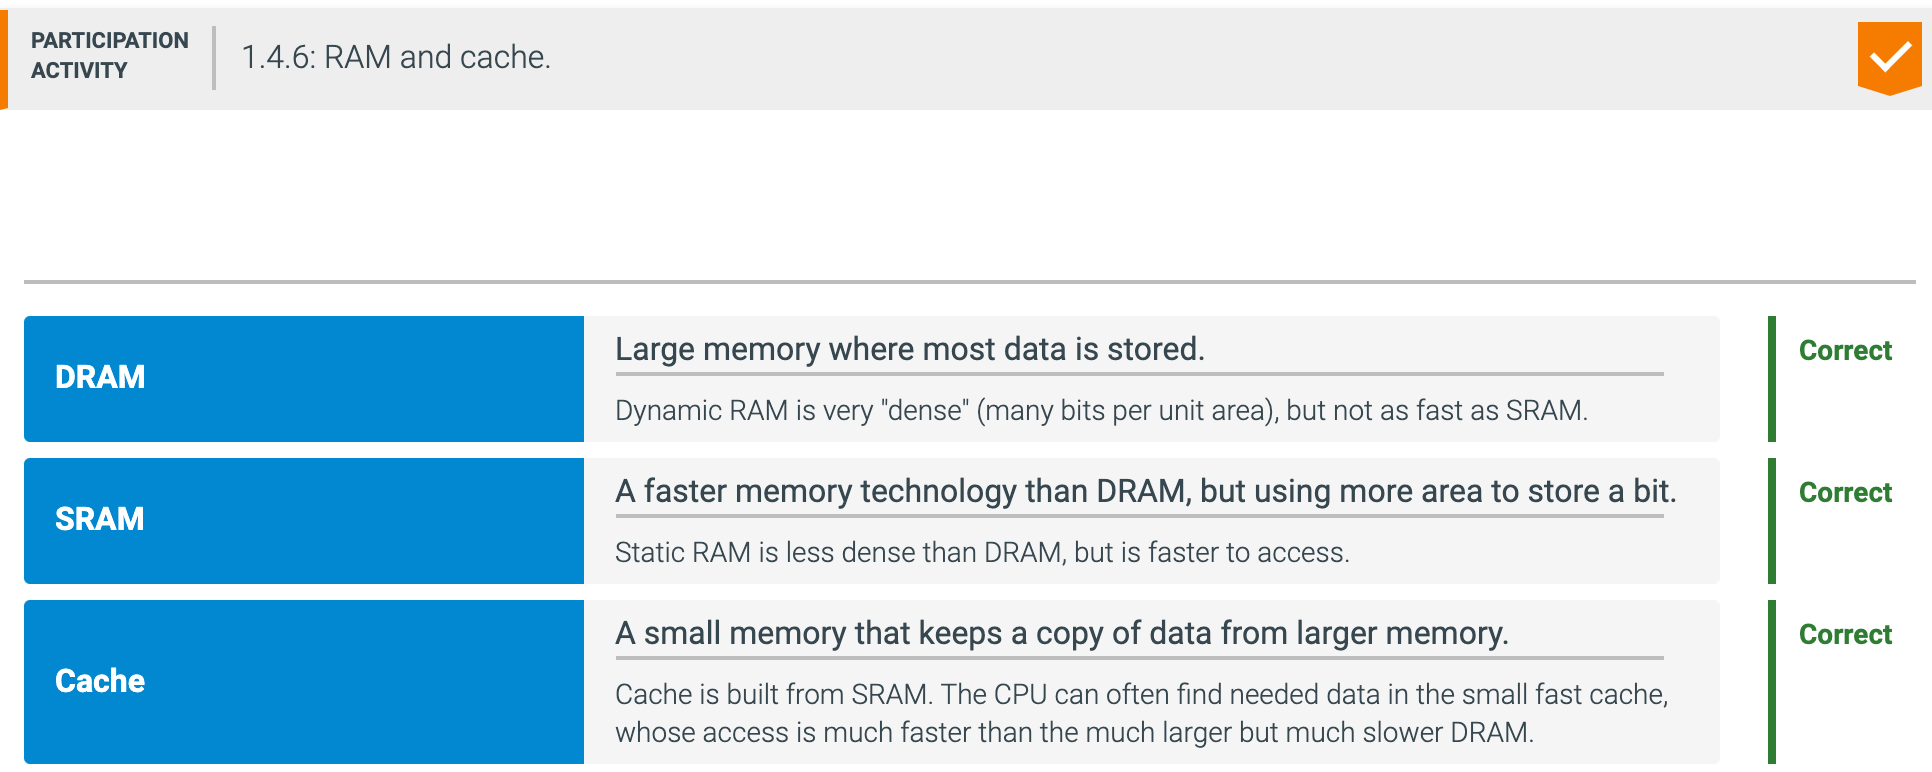 PARTICIPATION
ACTIVITY
1.4.6: RAM and cache.
DRAM
Large memory where most data is stored.
Dynamic RAM is very "dense" (many bits per unit area), but not as fast as SRAM.
Correct
SRAM
A faster memory technology than DRAM, but using more area to store a bit.
Static RAM is less dense than DRAM, but is faster to access.
Correct
Cache
A small memory that keeps a copy of data from larger memory.
Cache is built from SRAM. The CPU can often find needed data in the small fast cache,
whose access is much faster than the much larger but much slower DRAM.
Correct